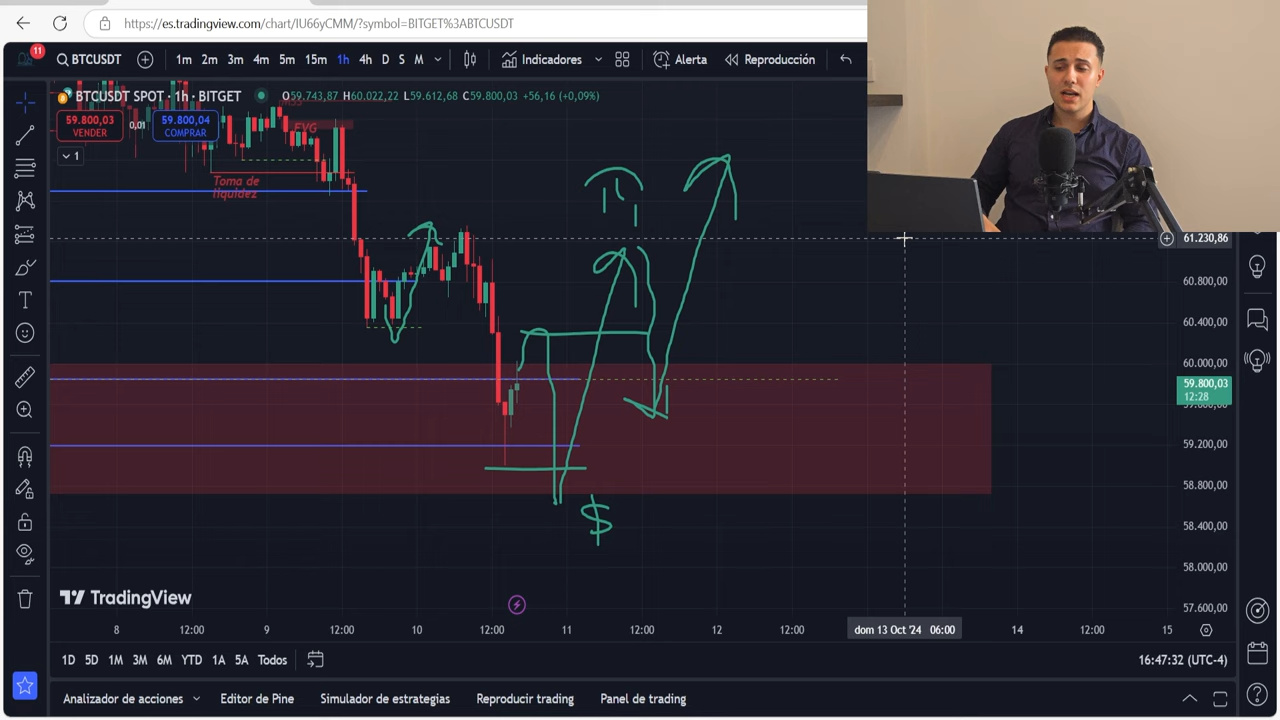 https://es.tradingview.com/chart/IU66yCMM/?symbol=BITGET%3ABTCUSDT
11
BTCUSDT
1m 2m 3m 4m 5m 15m 1h 4h D S M
Indicadores
Alerta
Reproducción
BTCUSDT SPOT · 1h · BITGET
O59.743,87 H60.022,22 L59.612,68 C59.800,03 +56,16 (+0,09%)
59.800,03
VENDER
0,01
59.800,04
COMPRAR
1
FVG
Toma de
liquidez
$
61.230,86
60.800,00
60.400,00
60.000,00
59.800,03
12:28
59.200,00
58.800,00
58.400,00
58.000,00
57.600,00
TradingView
8 12:00 9 12:00 10 12:00 11 12:00 12 12:00 dom 13 Oct '24 06:00 14 12:00 15
1D 5D 1M 3M 6M YTD 1A 5A Todos
16:47:32 (UTC-4)
Analizador de acciones Editor de Pine Simulador de estrategias Reproducir trading Panel de trading